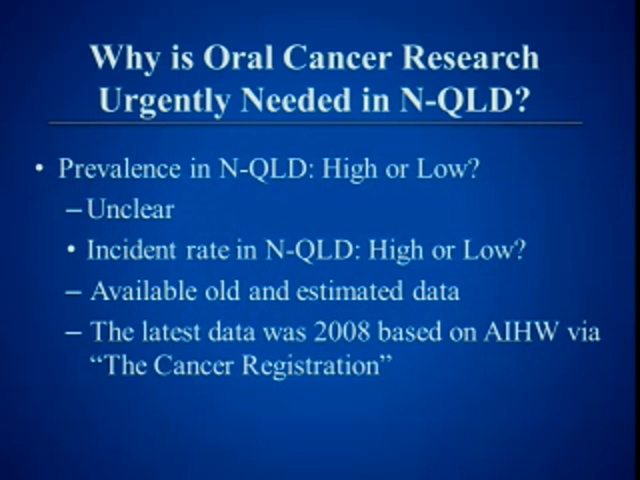 Why is Oral Cancer Research
Urgently Needed in N-QLD?
• Prevalence in N-QLD: High or Low?
– Unclear
• Incident rate in N-QLD: High or Low?
– Available old and estimated data
– The latest data was 2008 based on AIHW via
“The Cancer Registration”